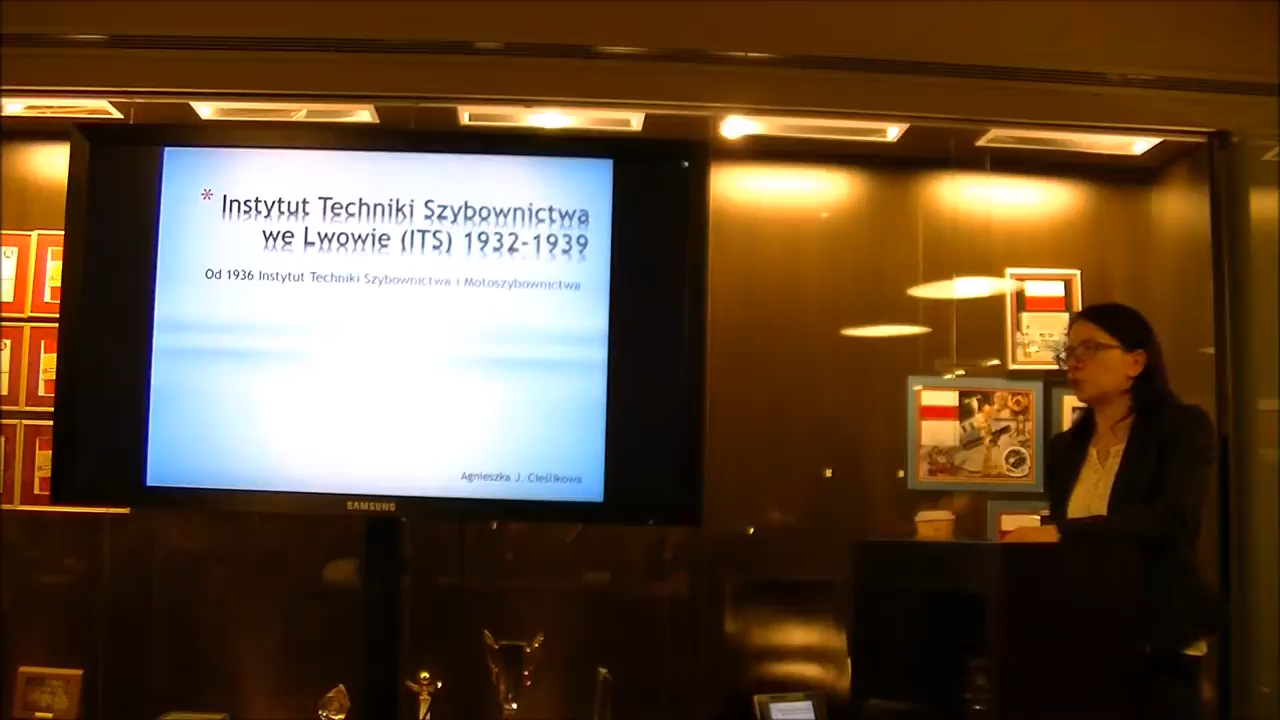 * Instytut Techniki Szybownictwa
we Lwowie (ITS) 1932-1939
Od 1936 Instytut Techniki Szybownictwa i Motoszybownictwa
Agnieszka J. Cieślikowa
SAMSUNG